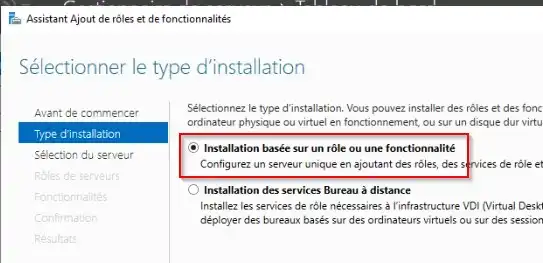 Assistant Ajout de rôles et de fonctionnalités
Sélectionner le type d'installation
Avant de commencer
Type d'installation
Sélection du serveur
Rôles de serveurs
Fonctionnalités
Confirmation
Résultats
Sélectionnez le type d'installation. Vous pouvez installer des rôles et des fonc
ordinateur physique ou virtuel en fonctionnement, ou sur un disque dur virtu
Installation basée sur un rôle ou une fonctionnalité
Configurez un serveur unique en ajoutant des rôles, des services de rôle et
Installation des services Bureau à distance
Installez les services de rôle nécessaires à l'infrastructure VDI (Virtual Deskt
déployer des bureaux basés sur des ordinateurs virtuels ou sur des session